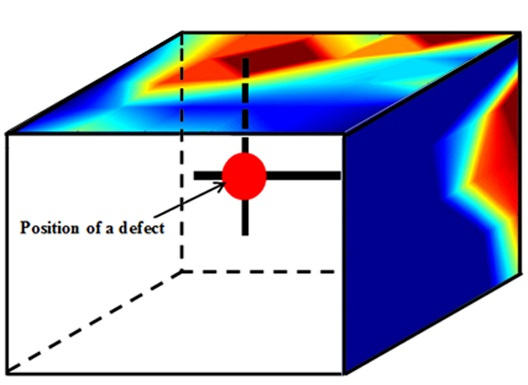 Position of a defect